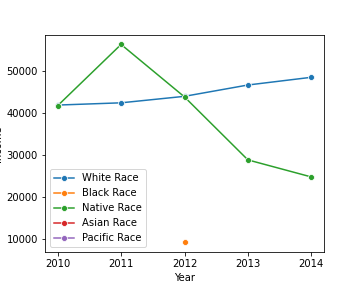 50000
40000
30000
20000
10000
White Race
Black Race
Native Race
Asian Race
Pacific Race
2010 2011 2012 2013 2014
Year